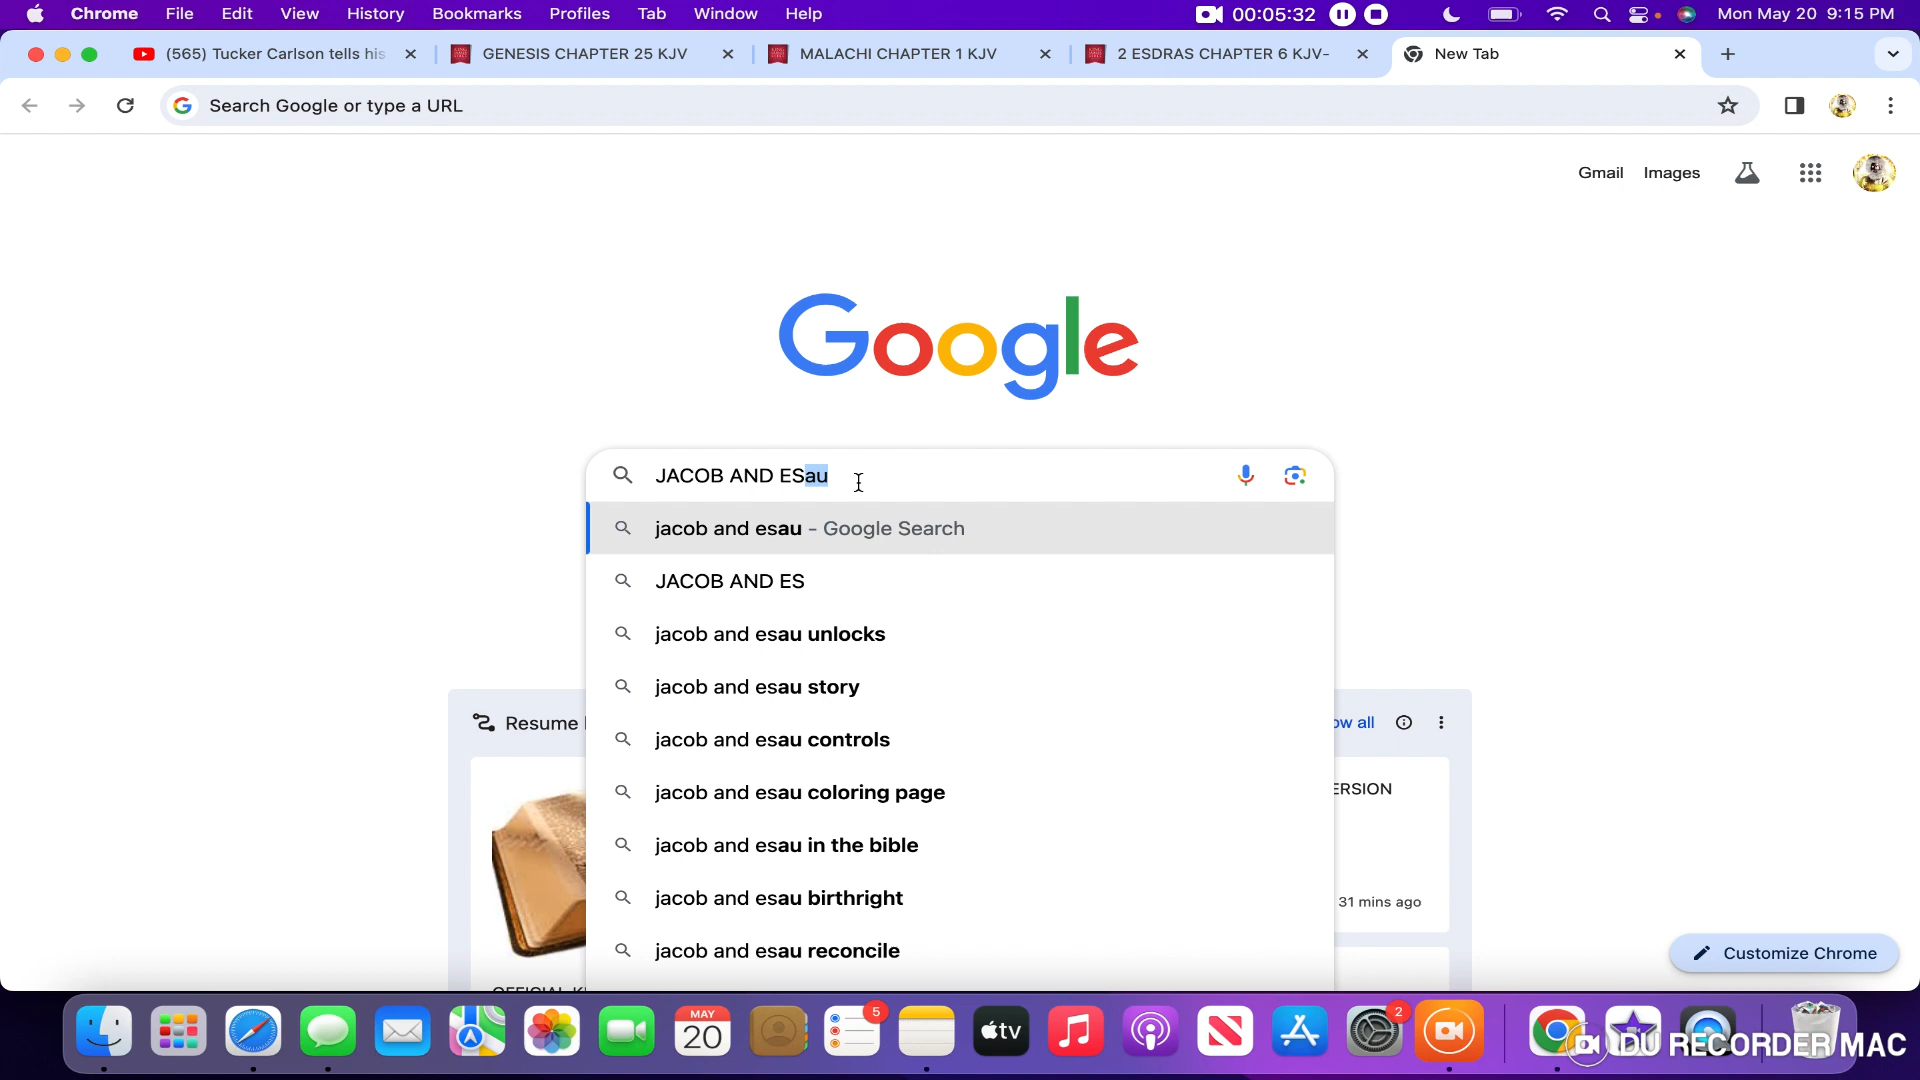 Chrome File Edit View History Bookmarks Profiles Tab Window Help 00:05:32 Mon May 20 9:15 PM
(565) Tucker Carlson tells his GENESIS CHAPTER 25 KJV MALACHI CHAPTER 1 KJV 2 ESDRAS CHAPTER 6 KJV- New Tab
Search Google or type a URL
Gmail Images
Google
JACOB AND ESau
jacob and esau - Google Search
JACOB AND ES
jacob and esau unlocks
jacob and esau story
Resume ow all
jacob and esau controls
jacob and esau coloring page
ERSION
jacob and esau in the bible
jacob and esau birthright
31 mins ago
jacob and esau reconcile
Customize Chrome
MAY
20
5
tv
2
DU RECORDER MAC